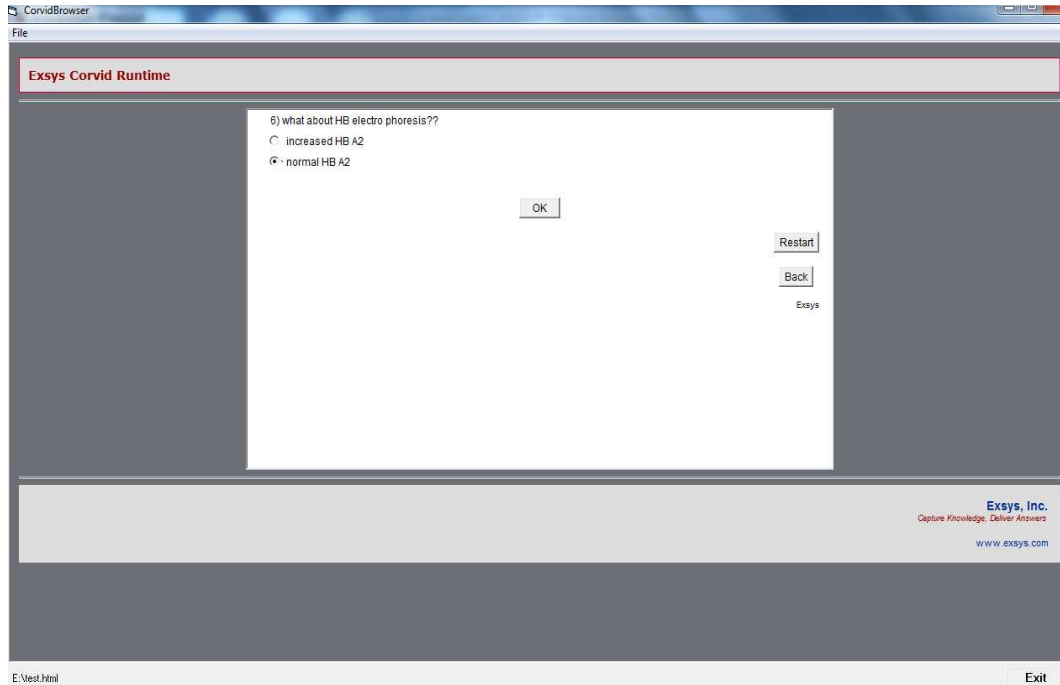 CorvidBrowser
File
Exsys Corvid Runtime
6) what about HB electro phoresis??
increased HB A2
normal HB A2
OK
Restart
Back
Exsys
Exsys, Inc.
Capture Knowledge, Deliver Answers
www.exsys.com
E:\test.html
Exit